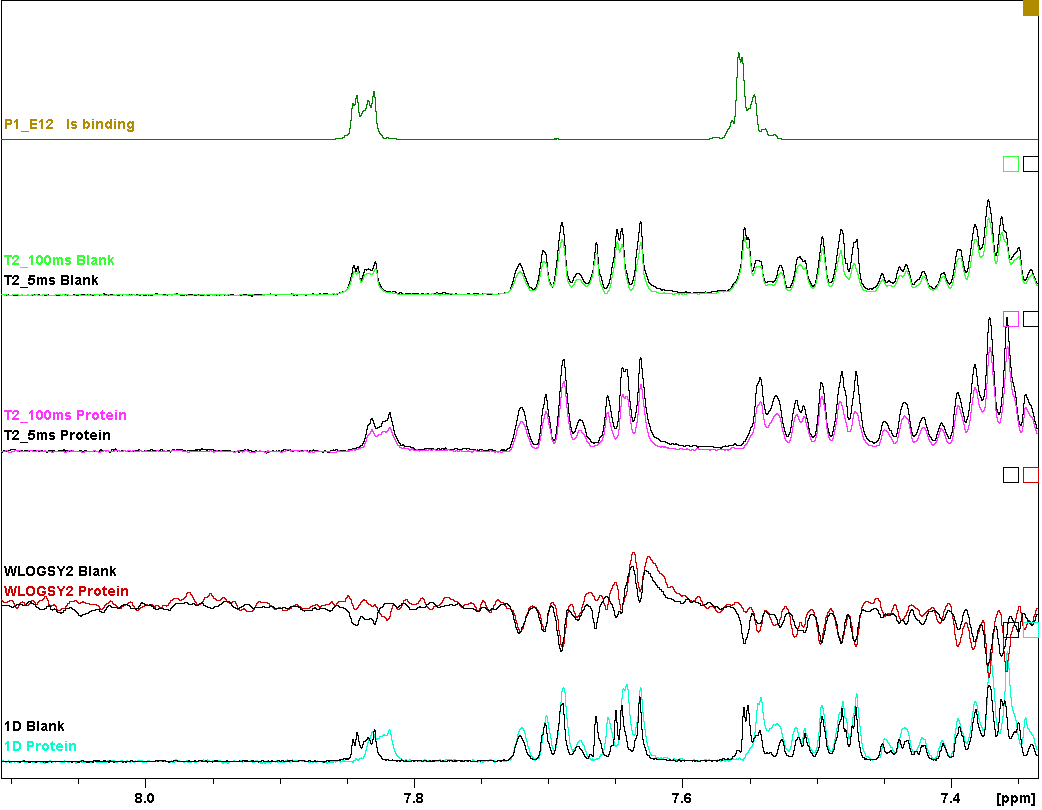 P1_E12 Is binding
T2_100ms Blank
T2_5ms Blank
T2_100ms Protein
T2_5ms Protein
WLOGSY2 Blank
WLOGSY2 Protein
1D Blank
1D Protein
8.0 7.8 7.6 7.4 [ppm]